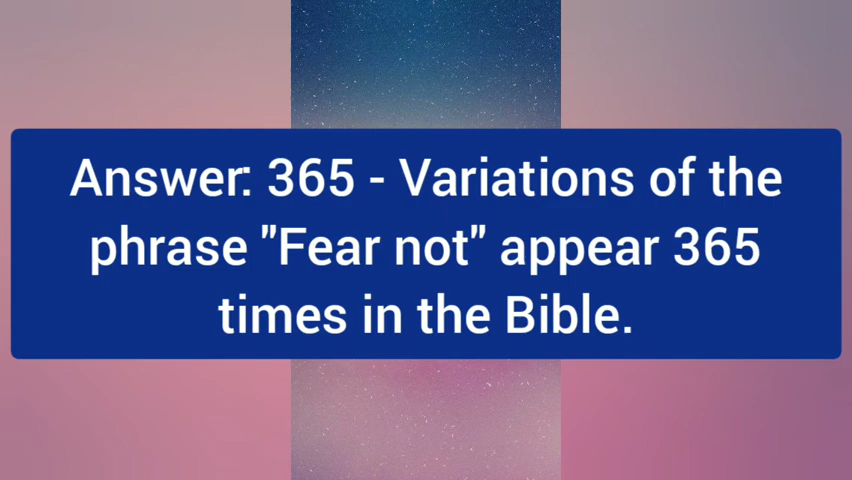 Answer: 365 - Variations of the
phrase "Fear not" appear 365
times in the Bible.